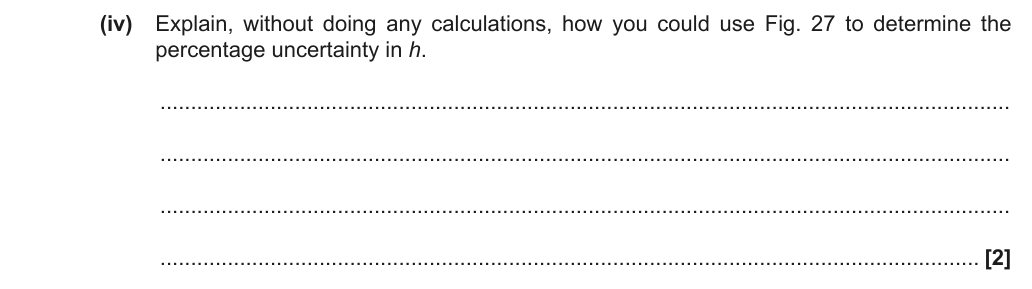 (iv) Explain, without doing any calculations, how you could use Fig. 27 to determine the
percentage uncertainty in h.
[2]